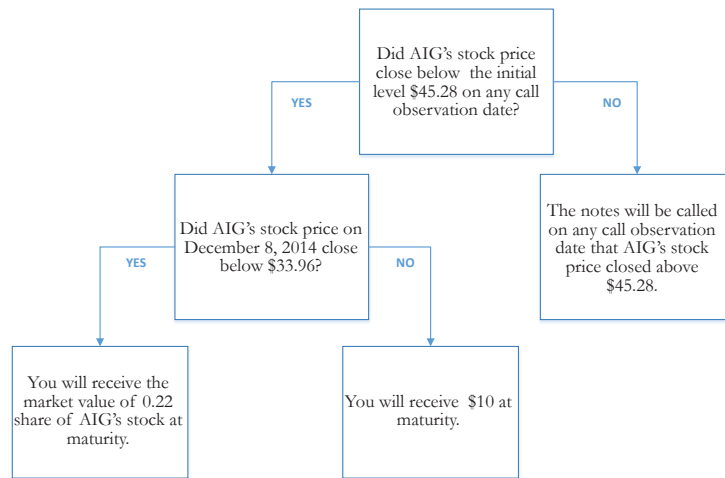 Did AIG's stock price
close below the initial
level $45.28 on any call
observation date?
YES
NO
Did AIG's stock price on
December 8, 2014 close
below $33.96?
The notes will be called
on any call observation
date that AIG's stock
price closed above
$45.28.
YES
NO
You will receive the
market value of 0.22
share of AIG's stock at
maturity.
You will receive $10 at
maturity.